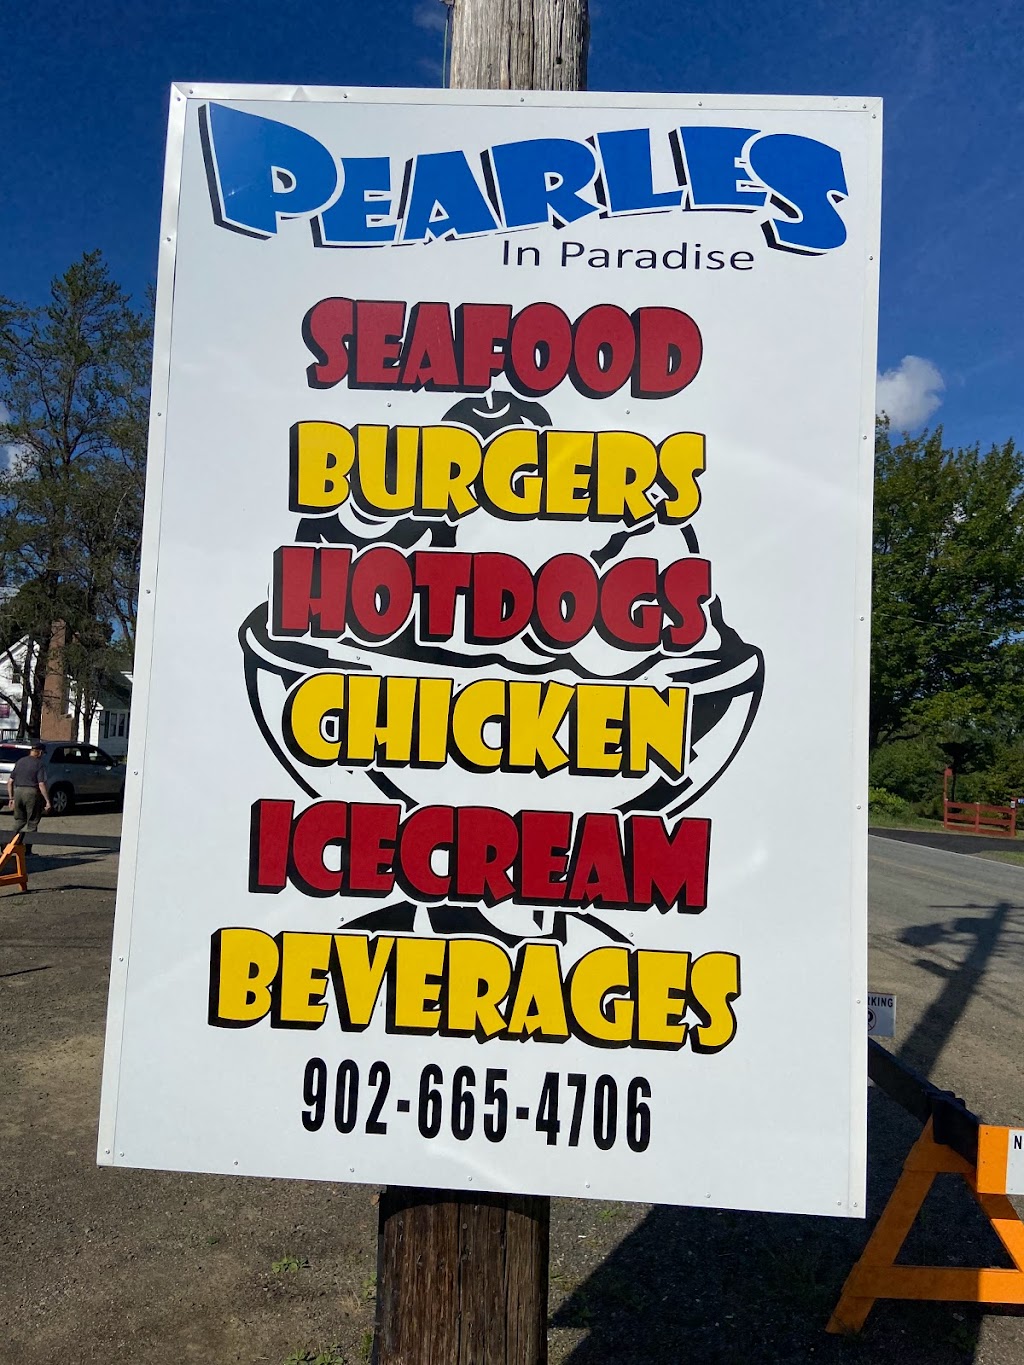 PEARLES
In Paradise
SEAFOOD
BURGERS
HOTDOGS
CHICKEN
ICECREAM
BEVERAGES
902-665-4706